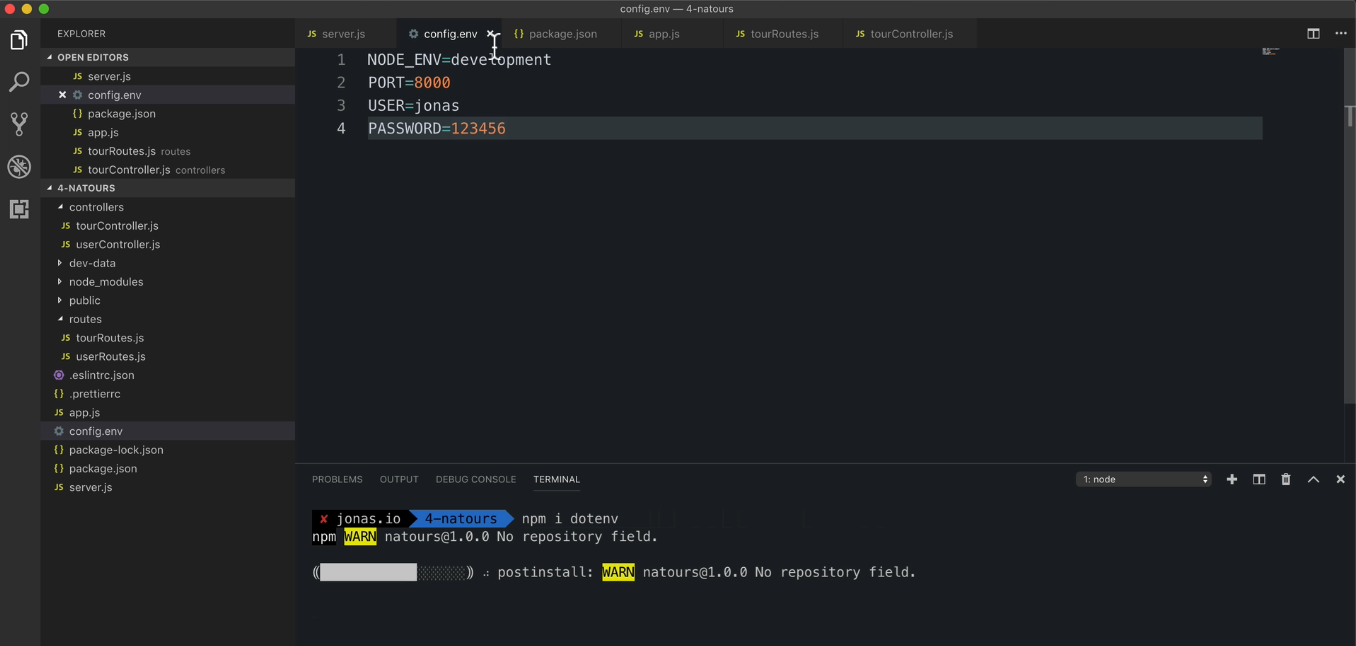 config.env — 4-natours
EXPLORER
OPEN EDITORS
JS server.js
config.env
{} package.json
JS app.js
JS tourRoutes.js routes
JS tourController.js controllers
4-NATOURS
controllers
JS tourController.js
JS userController.js
dev-data
node_modules
public
routes
JS tourRoutes.js
JS userRoutes.js
.eslintrc.json
{} .prettierrc
JS app.js
config.env
{} package-lock.json
{} package.json
JS server.js
JS server.js config.env {} package.json JS app.js JS tourRoutes.js JS tourController.js
1 NODE_ENV=development
2 PORT=8000
3 USER=jonas
4 PASSWORD=123456
PROBLEMS OUTPUT DEBUG CONSOLE TERMINAL 1: node
✘ jonas.io 4-natours npm i dotenv
npm WARN natours@1.0.0 No repository field.
postinstall: WARN natours@1.0.0 No repository field.